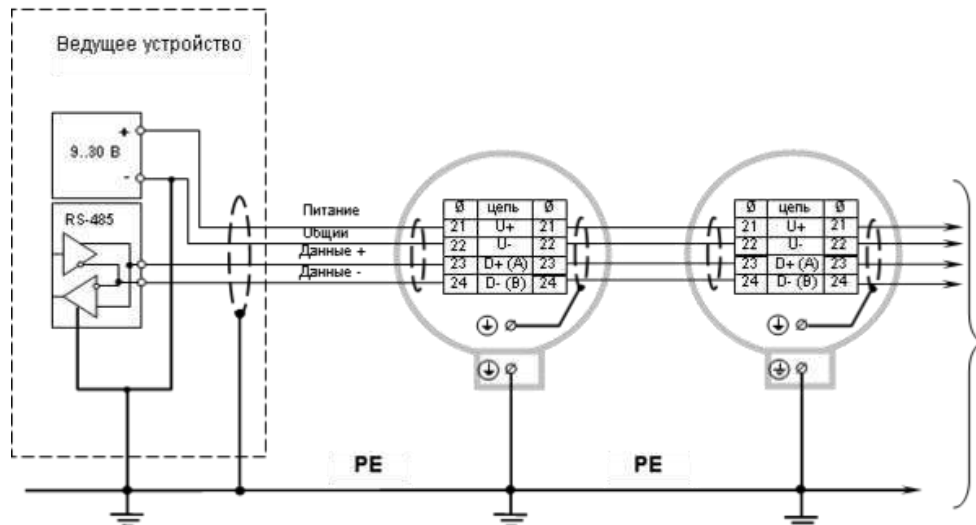 Ведущее устройство
+
9..30 В
-
RS-485
Питание
Общий
Данные +
Данные -
Ø цепь Ø
21 U+ 21
22 U- 22
23 D+ (A) 23
24 D- (B) 24
Ø
Ø
Ø цепь Ø
21 U+ 21
22 U- 22
23 D+ (A) 23
24 D- (B) 24
Ø
Ø
PE
PE